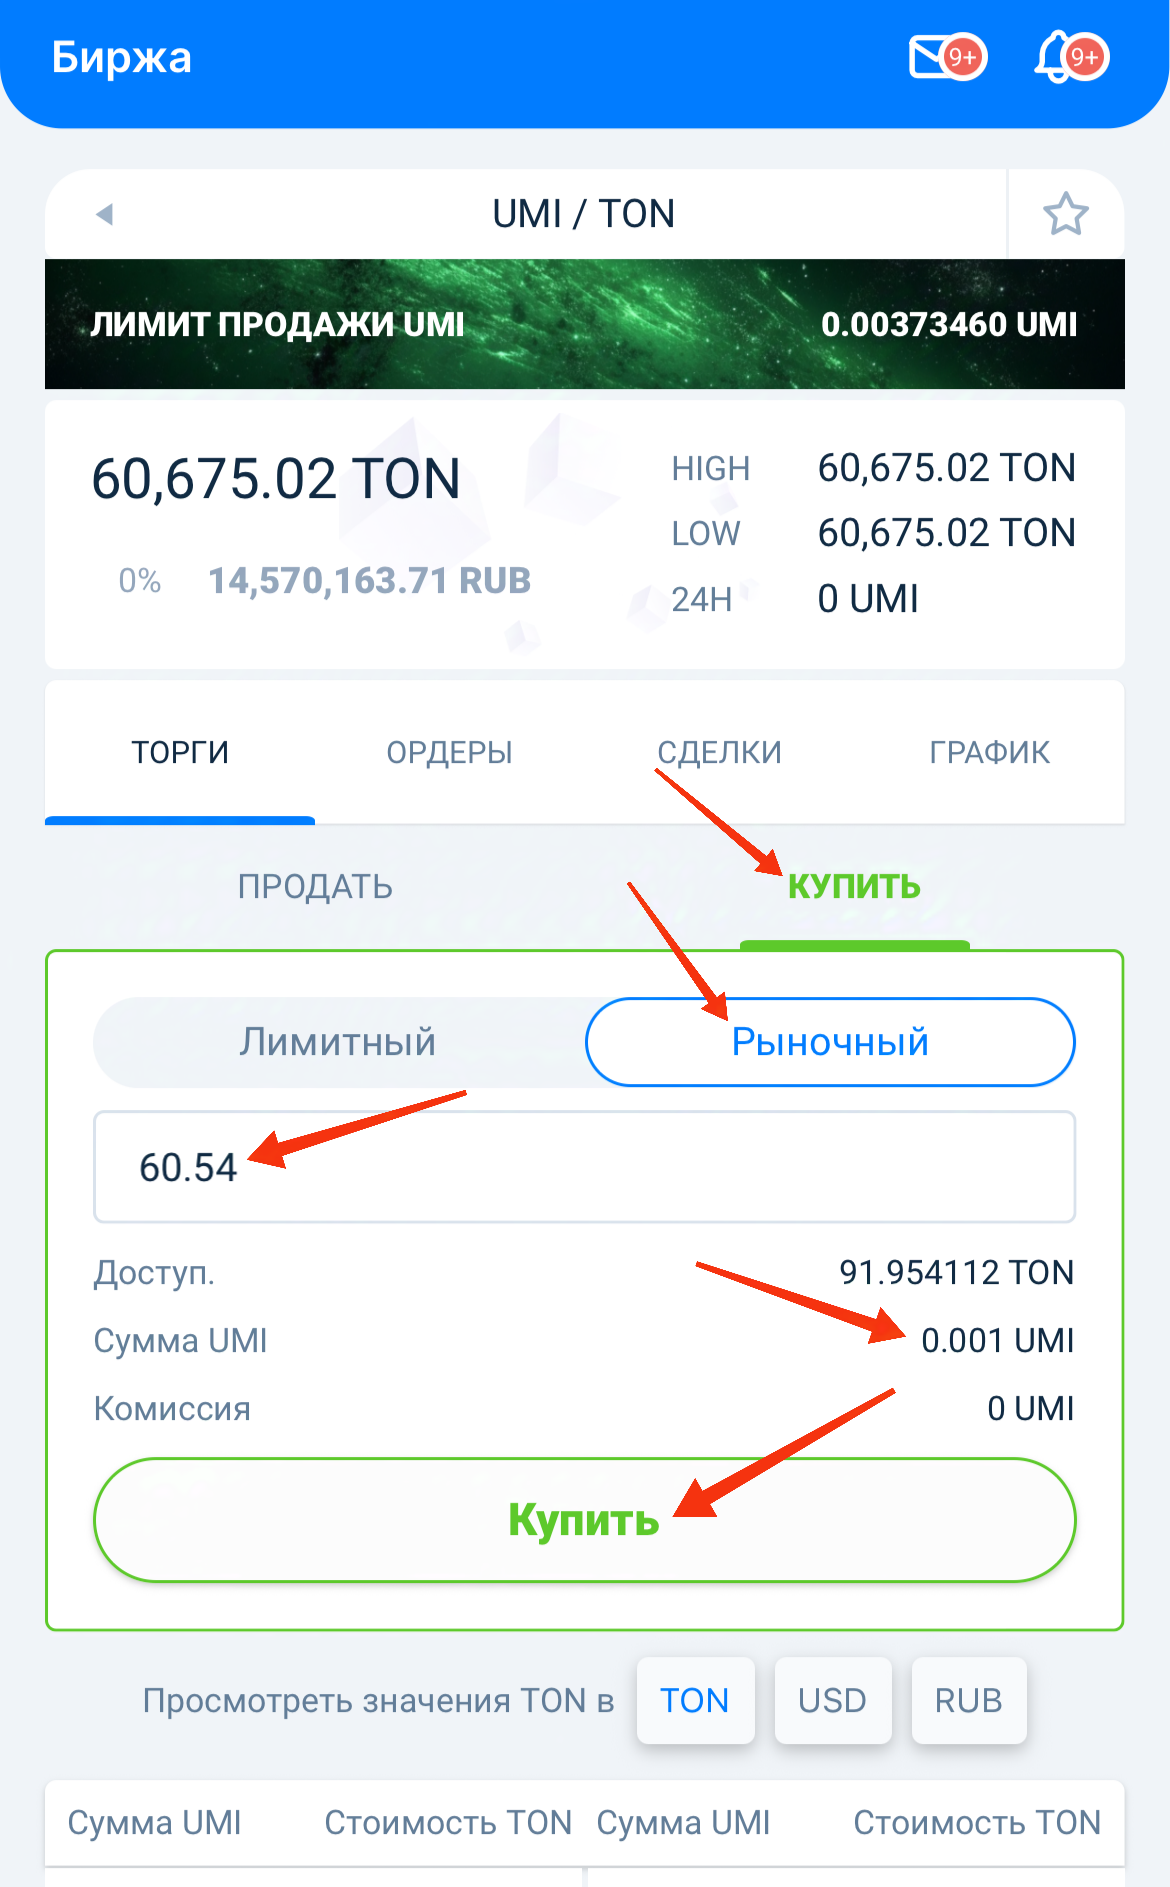 Биржа
9+
9+
UMI / TON
ЛИМИТ ПРОДАЖИ UMI 0.00373460 UMI
60,675.02 TON
0% 14,570,163.71 RUB
HIGH 60,675.02 TON
LOW 60,675.02 TON
24H 0 UMI
ТОРГИ ОРДЕРЫ СДЕЛКИ ГРАФИК
ПРОДАТЬ КУПИТЬ
Лимитный Рыночный
60.54
Доступ. 91.954112 TON
Сумма UMI 0.001 UMI
Комиссия 0 UMI
Купить
Просмотреть значения TON в TON USD RUB
Сумма UMI Стоимость TON Сумма UMI Стоимость TON